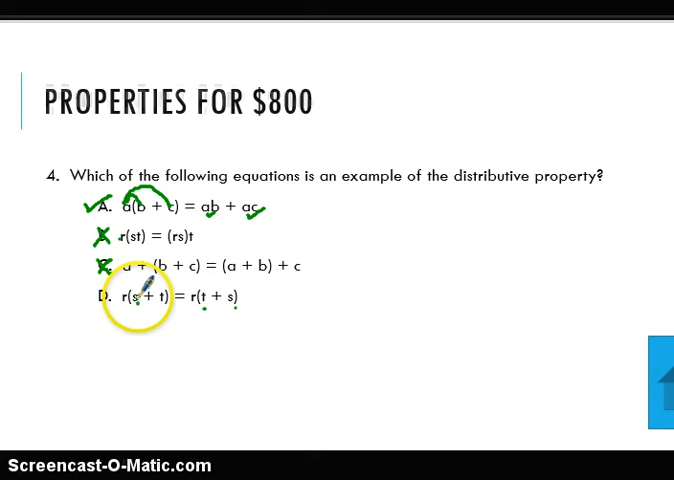 PROPERTIES FOR $800
4. Which of the following equations is an example of the distributive property?
A. a(b + c) = ab + ac
r(st) = (rs)t
C. a + (b + c) = (a + b) + c
D. r(s + t) = r(t + s)
Screencast-O-Matic.com